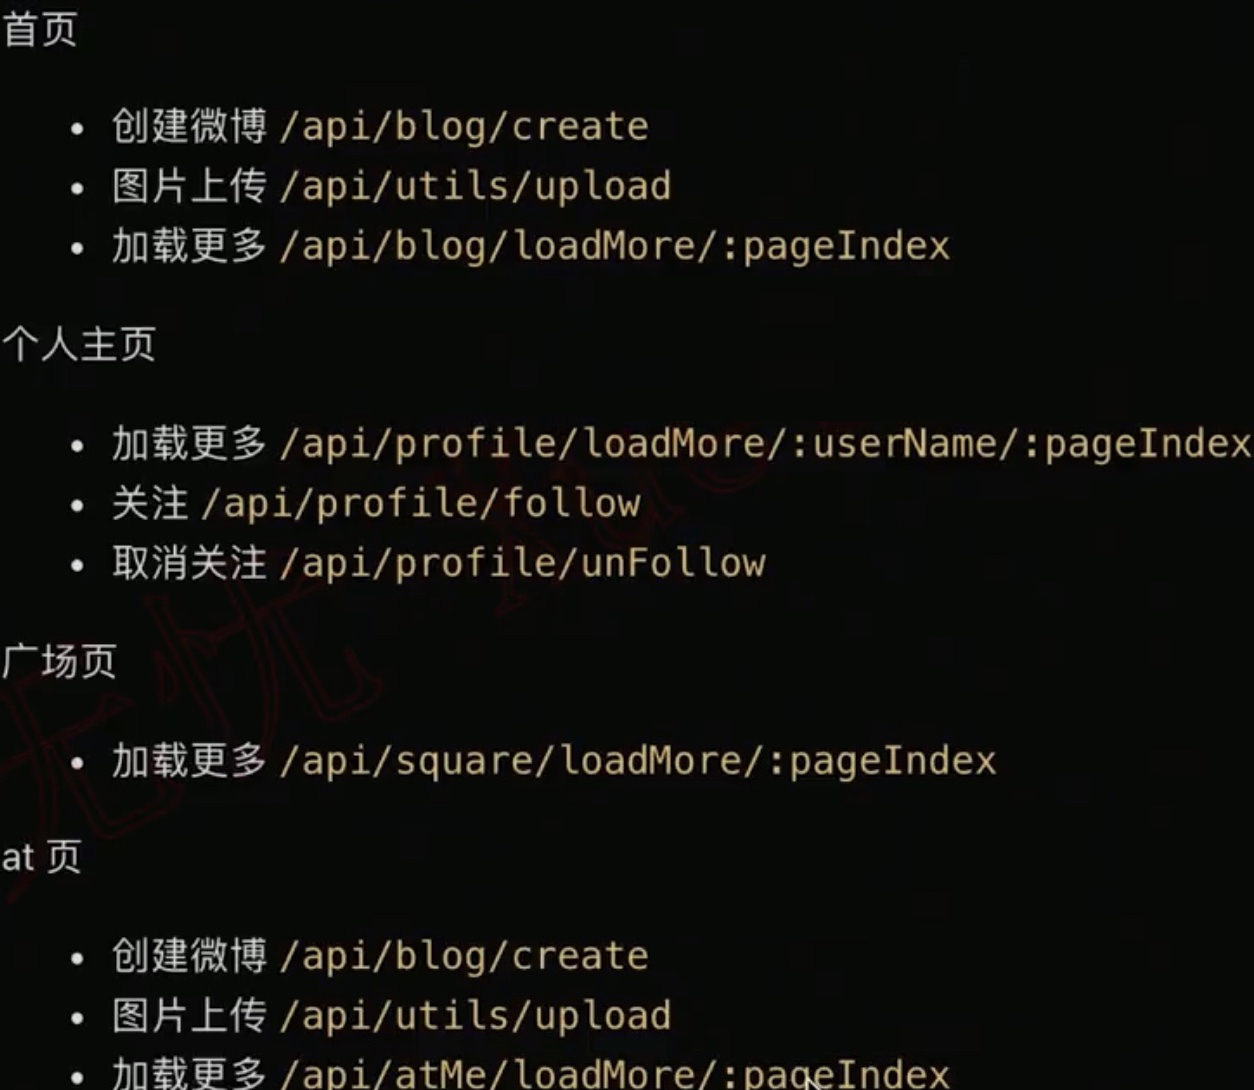 首页
创建微博 /api/blog/create
图片上传 /api/utils/upload
加载更多 /api/blog/loadMore/:pageIndex
个人主页
加载更多 /api/profile/loadMore/:userName/:pageIndex
关注 /api/profile/follow
取消关注 /api/profile/unFollow
广场页
加载更多 /api/square/loadMore/:pageIndex
at 页
创建微博 /api/blog/create
图片上传 /api/utils/upload
加载更多 /api/atMe/loadMore/:pageIndex